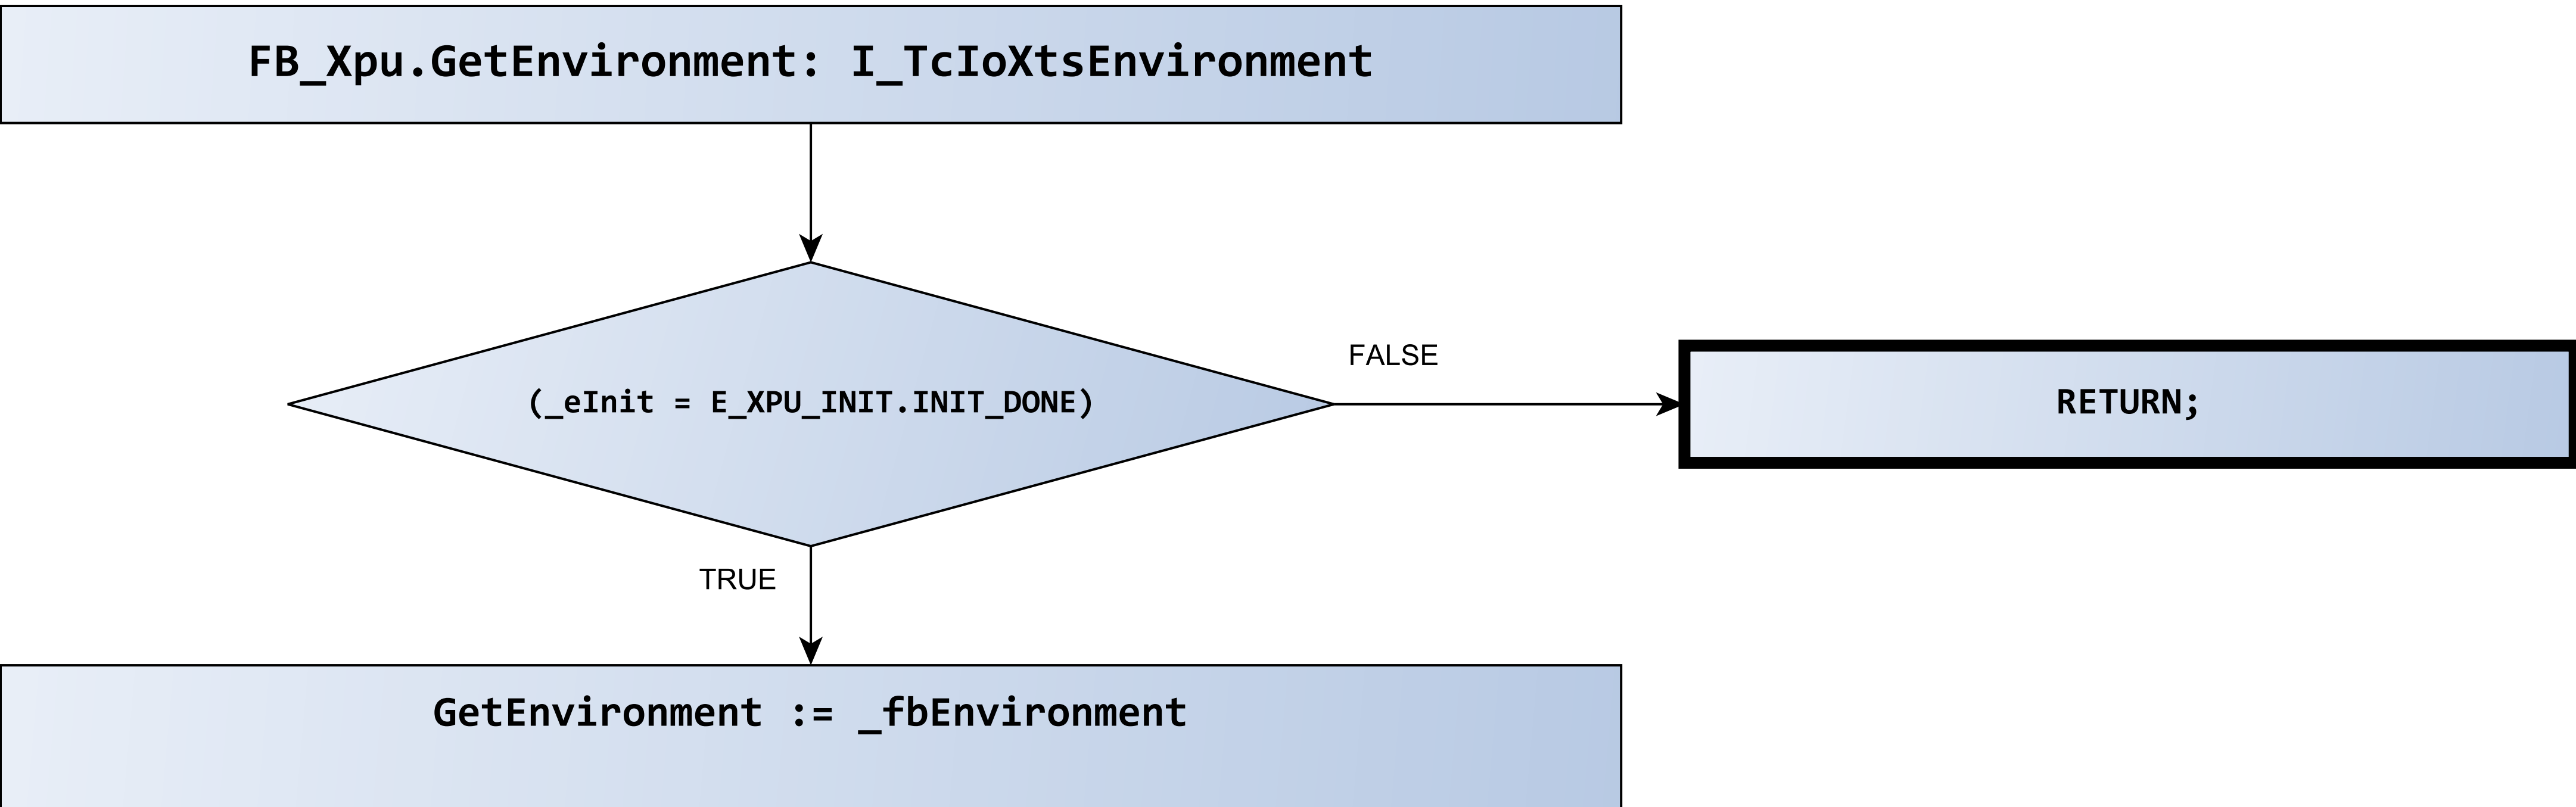 FB_Xpu.GetEnvironment: I_TcIoXtsEnvironment
(_eInit = E_XPU_INIT.INIT_DONE)
FALSE
RETURN;
TRUE
GetEnvironment := _fbEnvironment